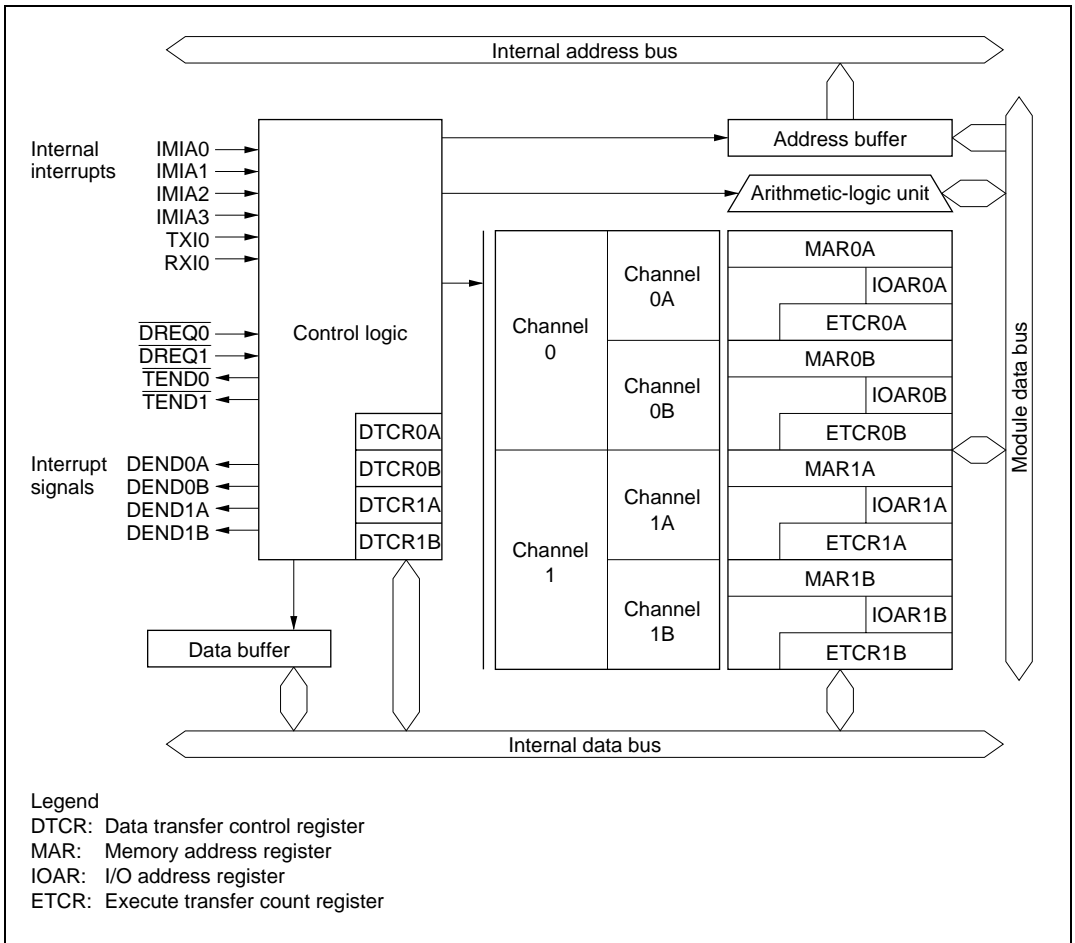 Internal address bus
Internal interrupts
IMIA0
IMIA1
IMIA2
IMIA3
TXI0
RXI0
DREQ0
DREQ1
TEND0
TEND1
Interrupt signals
DEND0A
DEND0B
DEND1A
DEND1B
Control logic
DTCR0A
DTCR0B
DTCR1A
DTCR1B
Data buffer
Address buffer
Arithmetic-logic unit
Channel 0
Channel 0A
Channel 0B
Channel 1
Channel 1A
Channel 1B
MAR0A
IOAR0A
ETCR0A
MAR0B
IOAR0B
ETCR0B
MAR1A
IOAR1A
ETCR1A
MAR1B
IOAR1B
ETCR1B
Module data bus
Internal data bus
Legend
DTCR: Data transfer control register
MAR: Memory address register
IOAR: I/O address register
ETCR: Execute transfer count register